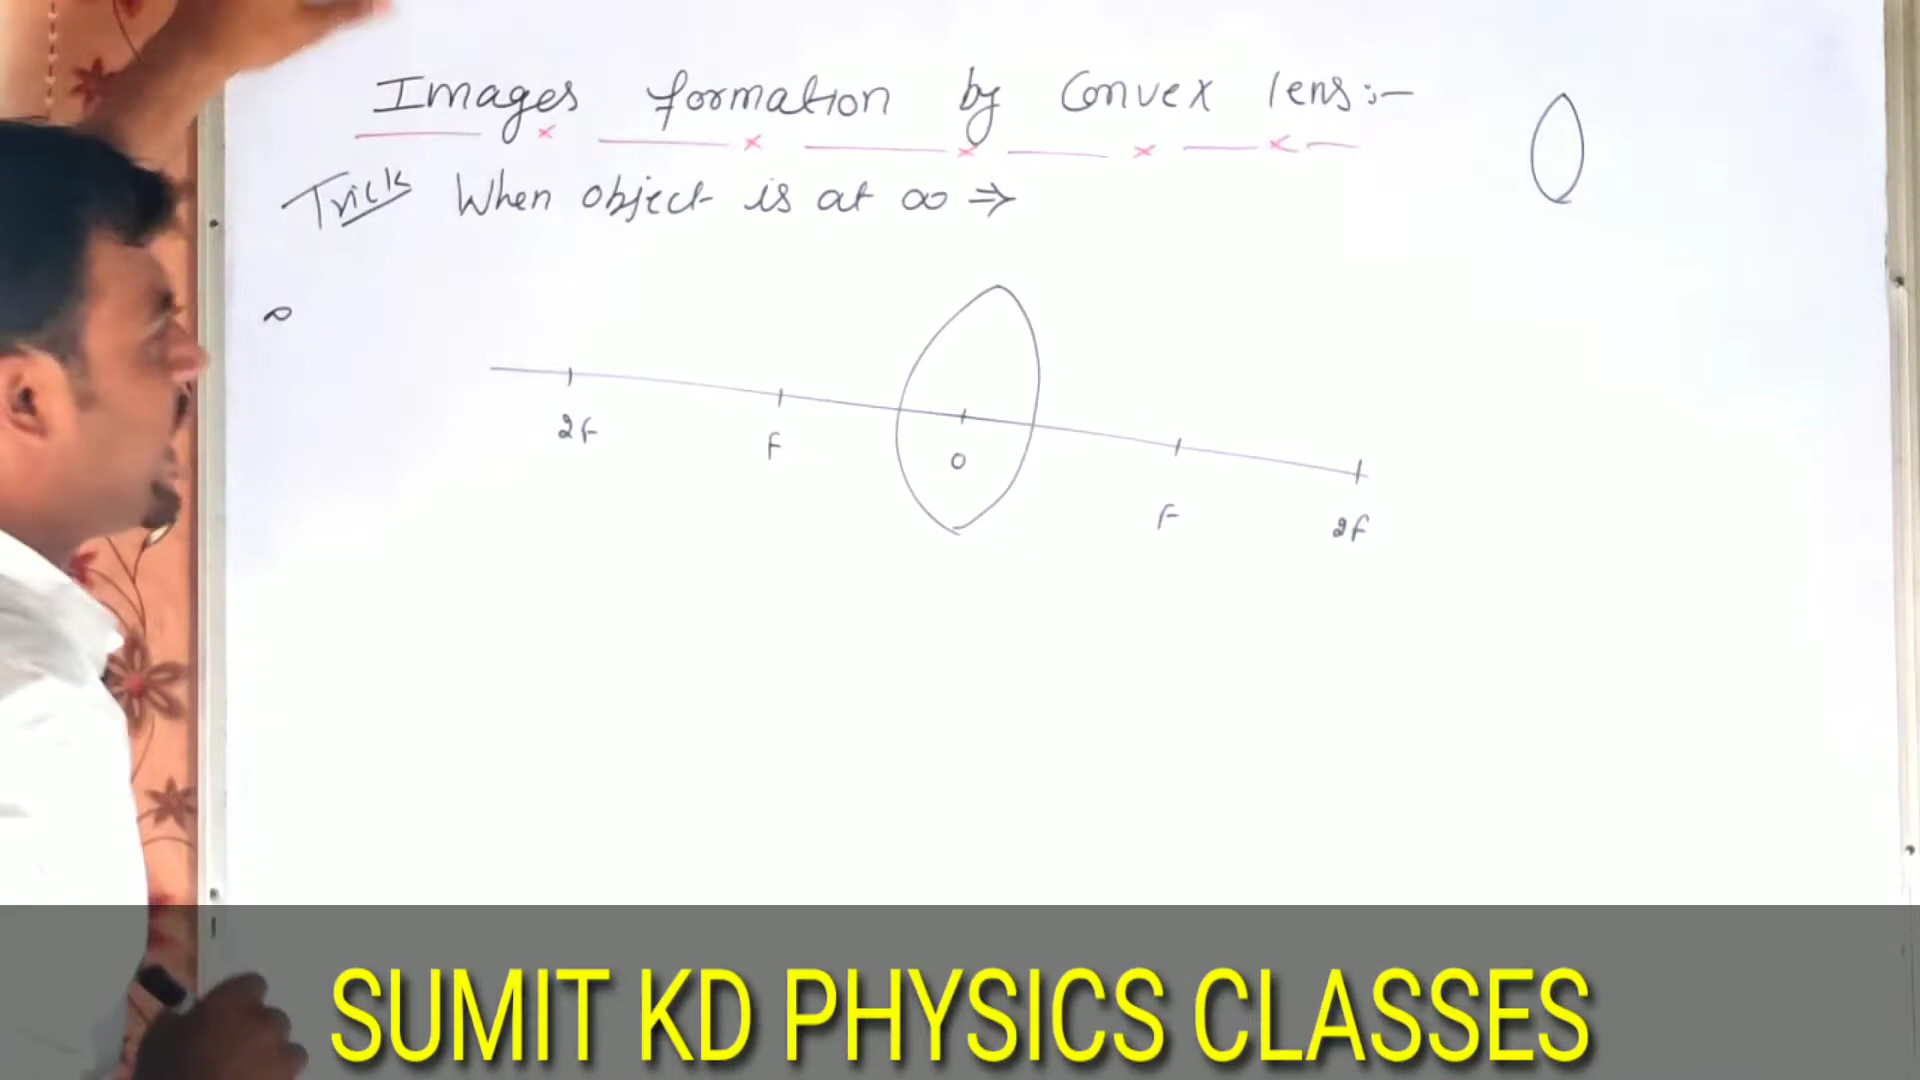 Images formation by Convex lens:-
Trick When object is at ∞ ⇒
∞
2F F O F 2F
SUMIT KD PHYSICS CLASSES